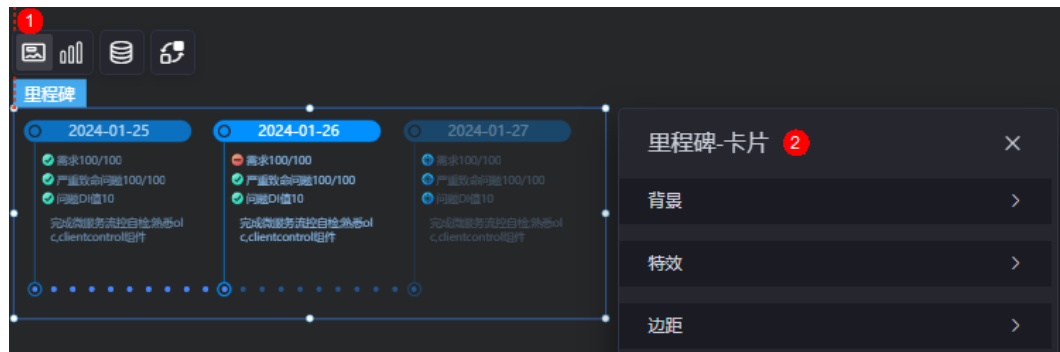 1
里程碑
2024-01-25
2024-01-26
2024-01-27
需求100/100
严重致命问题100/100
问题DI值10
完成微服务流控自检,熟悉ol
c,clientcontrol组件
需求100/100
严重致命问题100/100
问题DI值10
完成微服务流控自检,熟悉ol
c,clientcontrol组件
需求100/100
严重致命问题100/100
问题DI值10
完成微服务流控自检,熟悉ol
c,clientcontrol组件
里程碑-卡片 2
背景
特效
边距